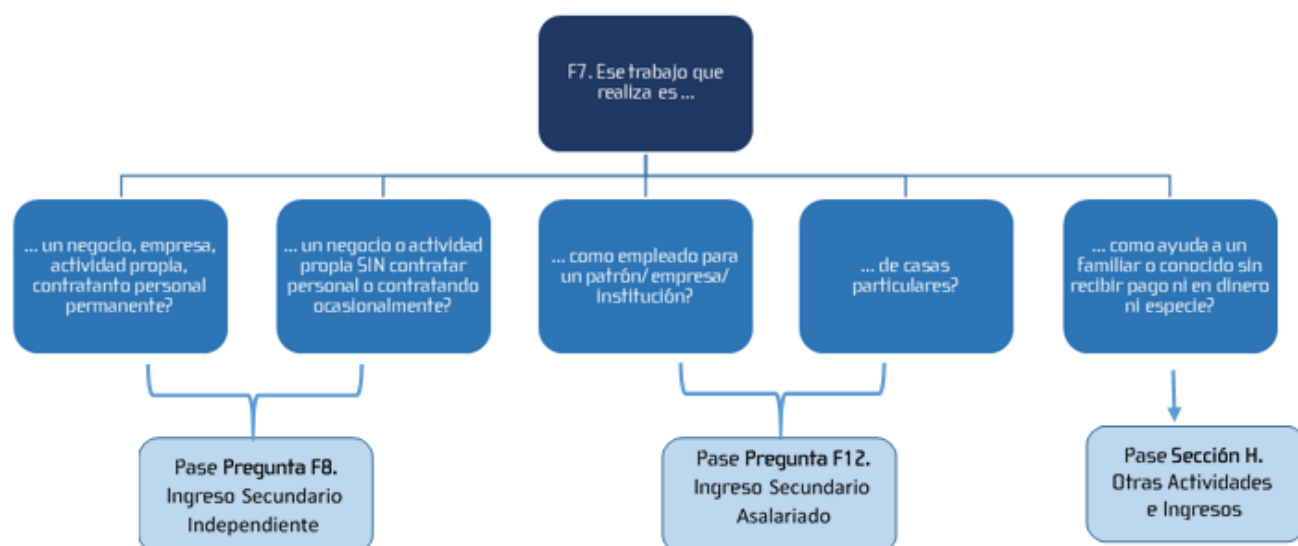 F7. Ese trabajo que
realiza es ...
... un negocio, empresa,
actividad propia,
contratanto personal
permanente?
... un negocio o actividad
propia SIN contratar
personal o contratando
ocasionalmente?
... como empleado para
un patrón/ empresa/
institución?
... de casas
particulares?
... como ayuda a un
familiar o conocido sin
recibir pago ni en dinero
ni especie?
Pase Pregunta F8.
Ingreso Secundario
Independiente
Pase Pregunta F12.
Ingreso Secundario
Asalariado
Pase Sección H.
Otras Actividades
e Ingresos